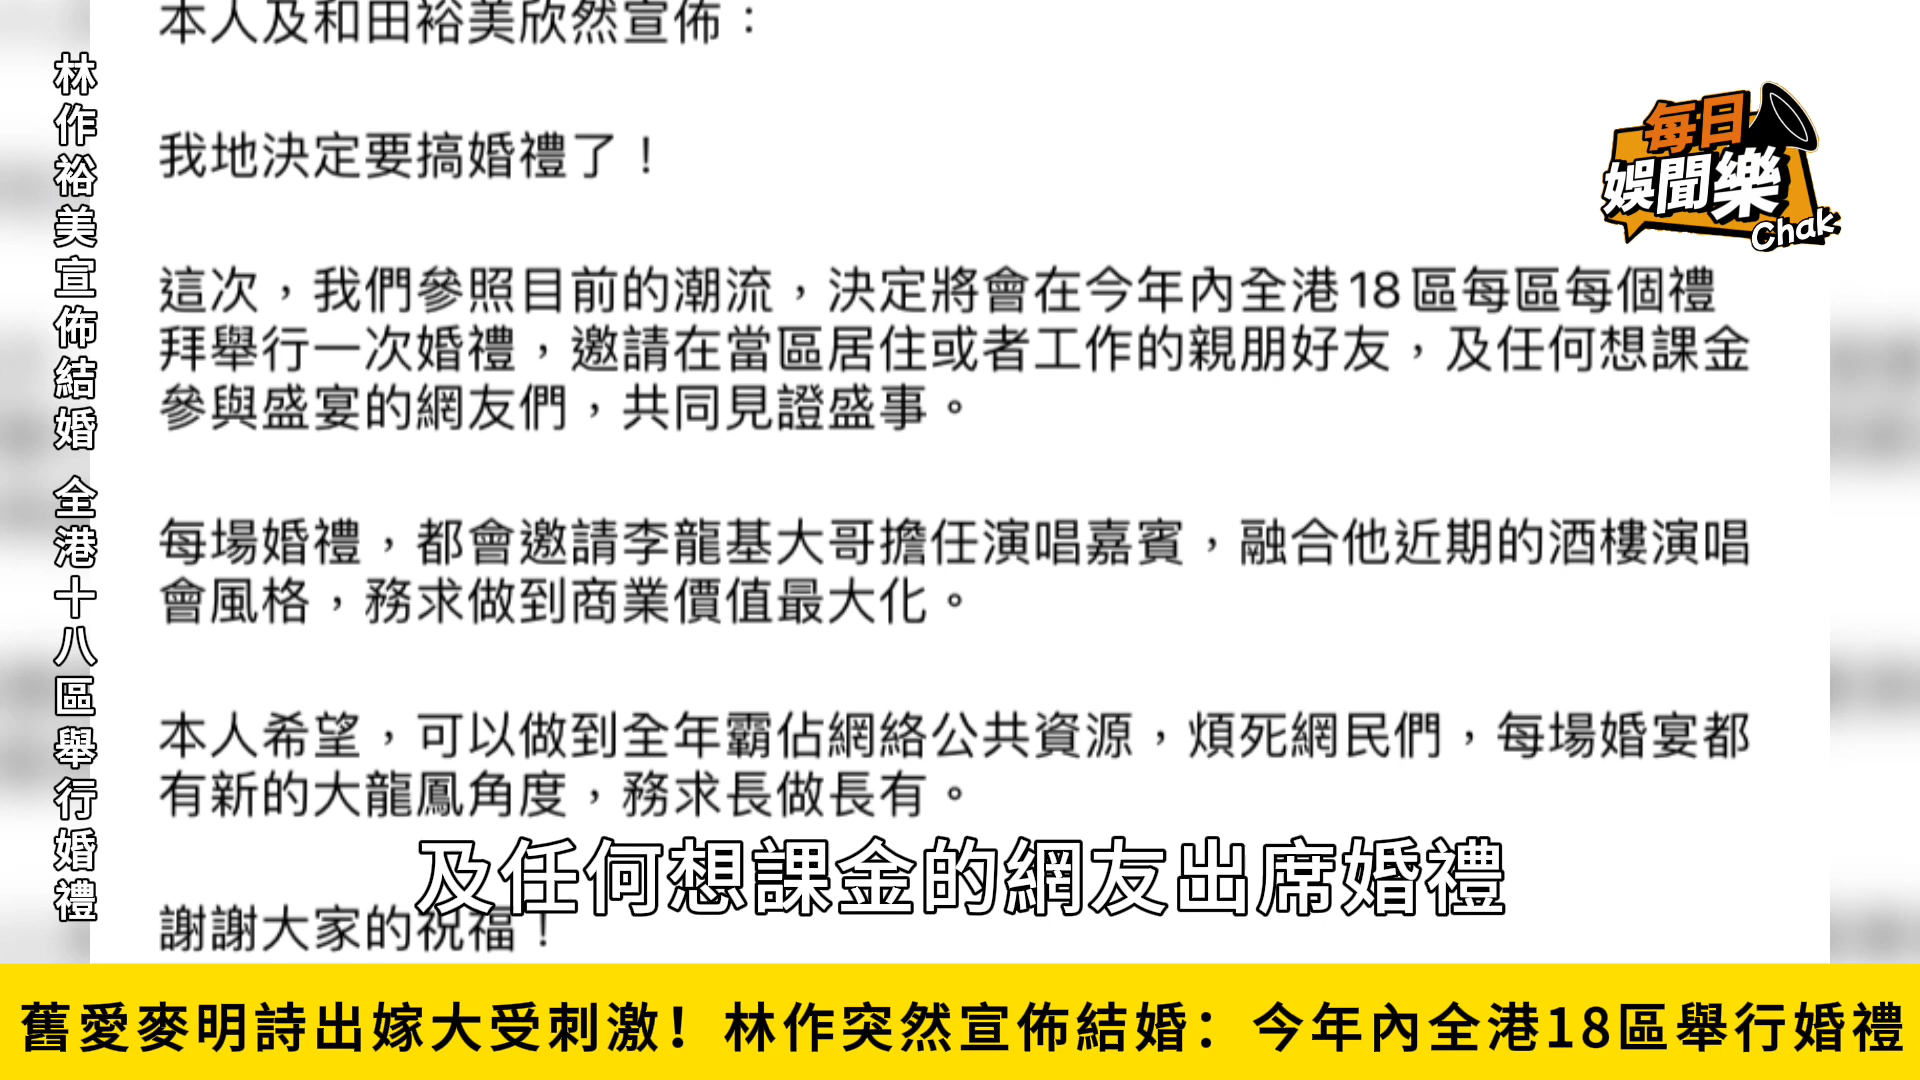 本人及和田裕美欣然宣佈：
我地決定要搞婚禮了！
這次，我們參照目前的潮流，決定將會在今年內全港18區每區每個禮
拜舉行一次婚禮，邀請在當區居住或者工作的親朋好友，及任何想課金
參與盛宴的網友們，共同見證盛事。
每場婚禮，都會邀請李龍基大哥擔任演唱嘉賓，融合他近期的酒樓演唱
會風格，務求做到商業價值最大化。
本人希望，可以做到全年霸佔網絡公共資源，煩死網民們，每場婚宴都
有新的大龍鳳角度，務求長做長有。
謝謝大家的祝福！
林作裕美宣佈結婚 全港十八區舉行婚禮
每日
娛聞樂
Chak
及任何想課金的網友出席婚禮
舊愛麥明詩出嫁大受刺激！林作突然宣佈結婚：今年內全港18區舉行婚禮